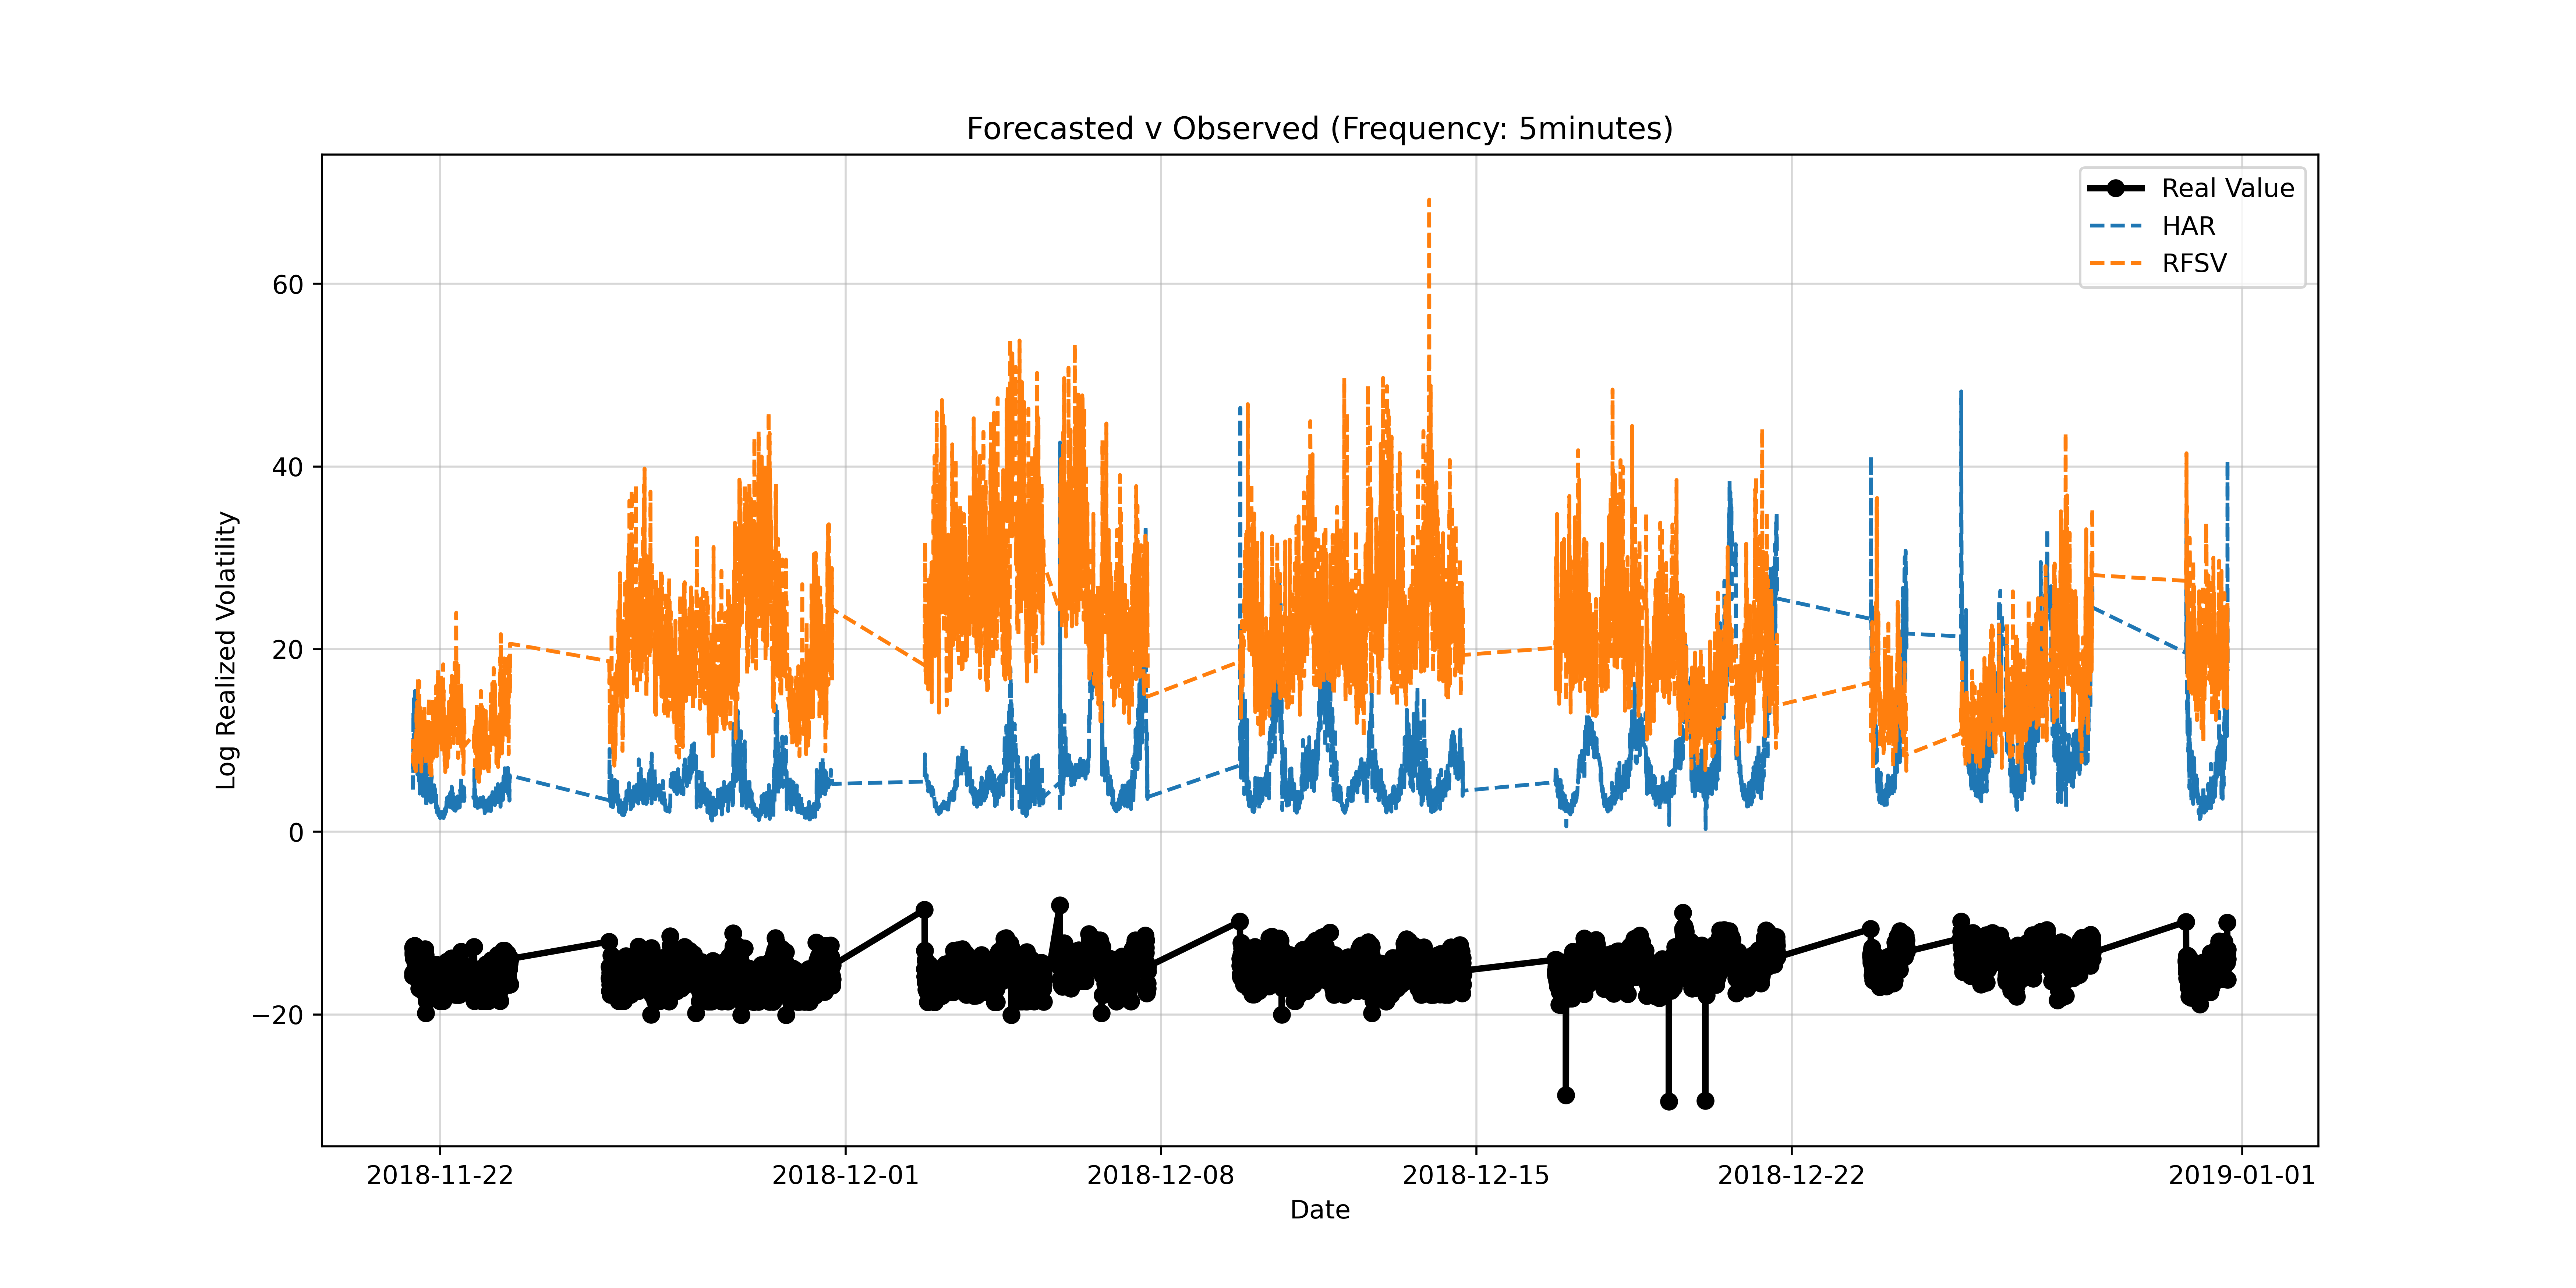 Forecasted v Observed (Frequency: 5minutes)
Real Value
HAR
RFSV
60
40
20
0
−20
Log Realized Volatility
2018-11-22
2018-12-01
2018-12-08
2018-12-15
2018-12-22
2019-01-01
Date